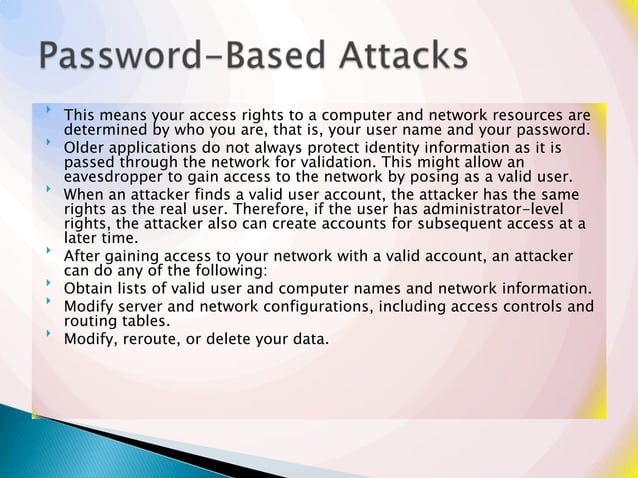 Password-Based Attacks
This means your access rights to a computer and network resources are
determined by who you are, that is, your user name and your password.
Older applications do not always protect identity information as it is
passed through the network for validation. This might allow an
eavesdropper to gain access to the network by posing as a valid user.
When an attacker finds a valid user account, the attacker has the same
rights as the real user. Therefore, if the user has administrator-level
rights, the attacker also can create accounts for subsequent access at a
later time.
After gaining access to your network with a valid account, an attacker
can do any of the following:
Obtain lists of valid user and computer names and network information.
Modify server and network configurations, including access controls and
routing tables.
Modify, reroute, or delete your data.